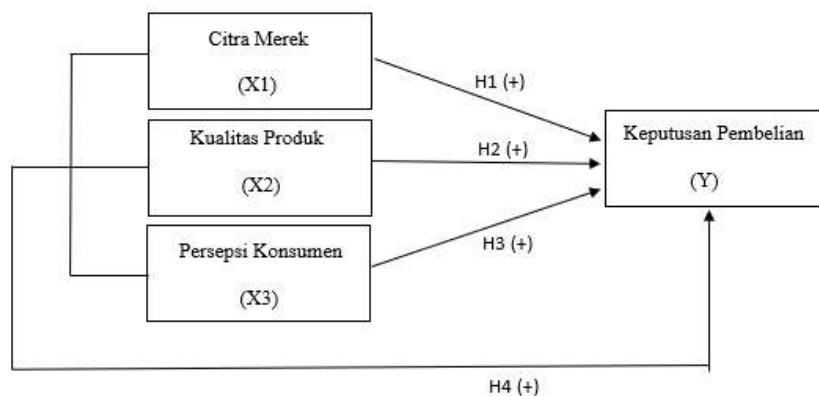 Citra Merek
(X1)
H1 (+)
Kualitas Produk
(X2)
H2 (+)
Keputusan Pembelian
(Y)
Persepsi Konsumen
(X3)
H3 (+)
H4 (+)